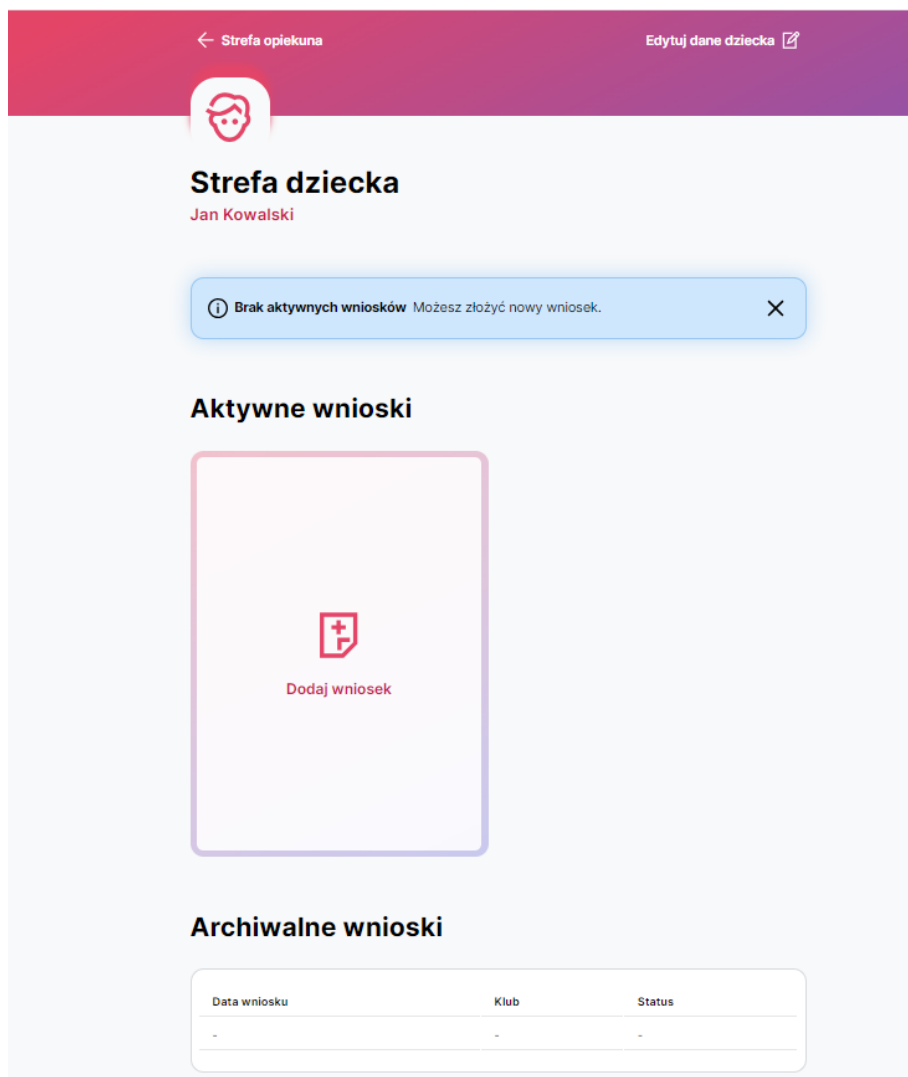 Strefa opiekuna
Edytuj dane dziecka
Strefa dziecka
Jan Kowalski
Brak aktywnych wniosków Możesz złożyć nowy wniosek.
Aktywne wnioski
Dodaj wniosek
Archiwalne wnioski
Data wniosku Klub Status
- - -